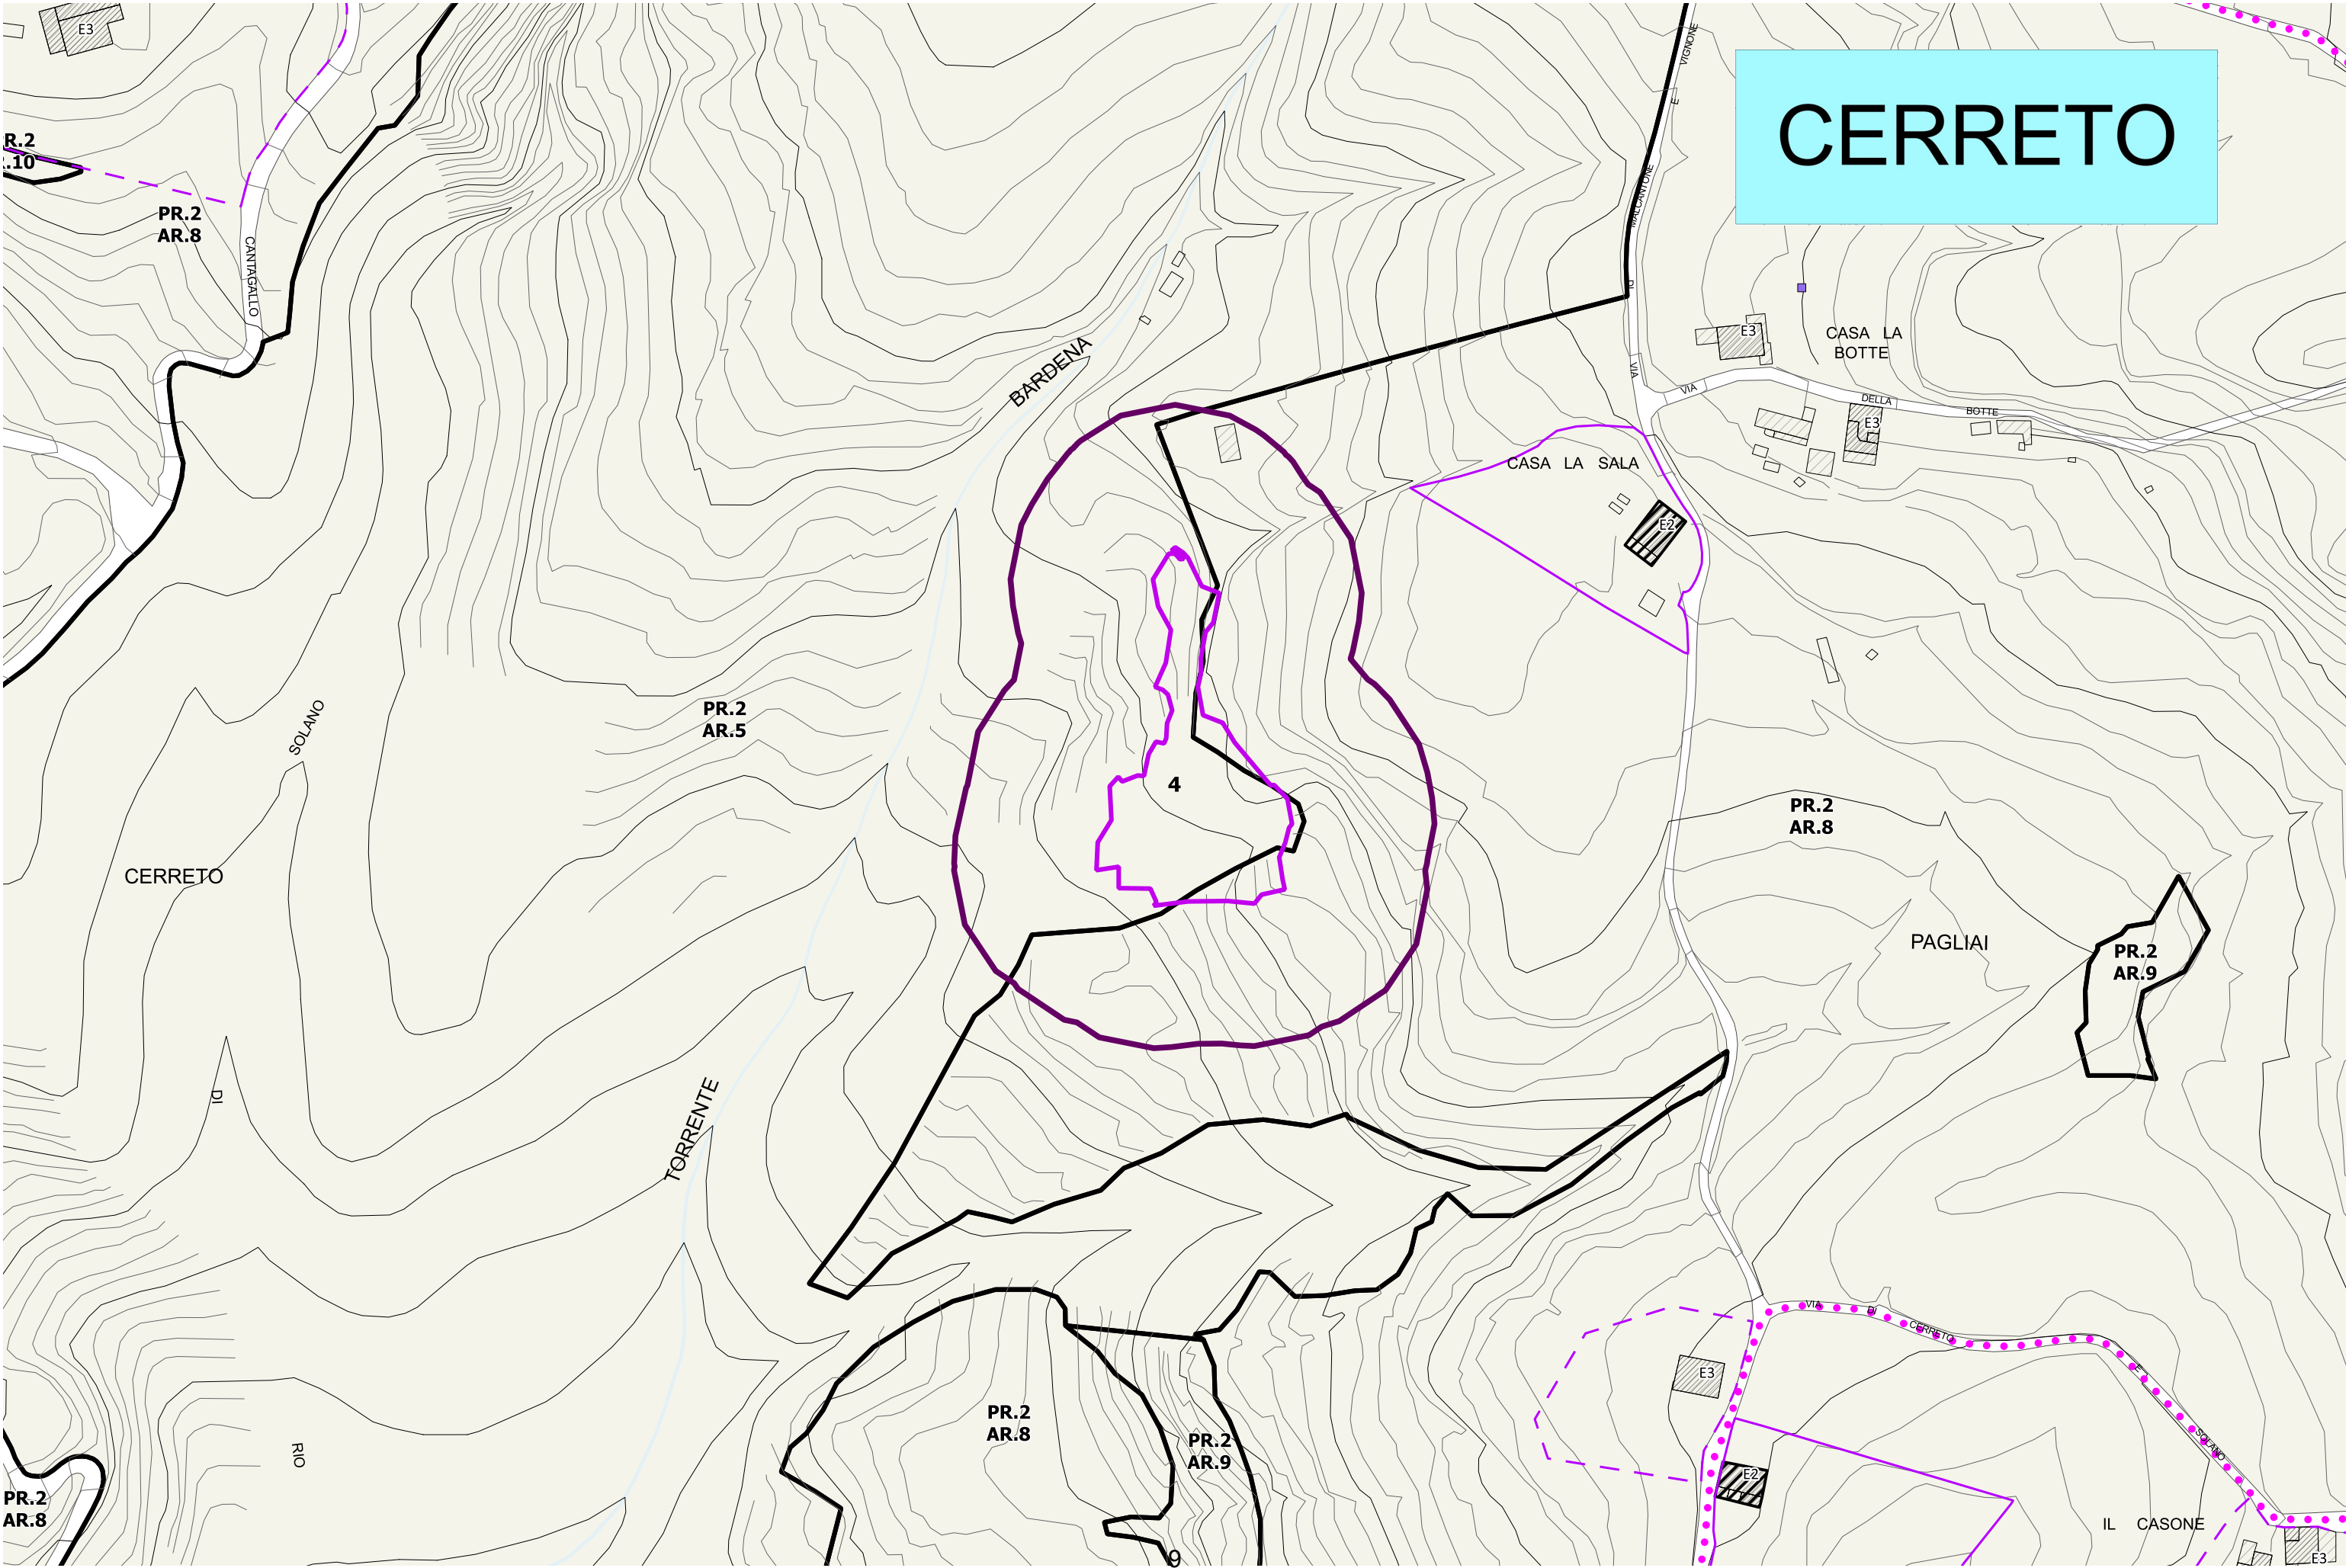 E3
CERRETO
VIGNONE
E
MALCANTONE
DI
VIA
R.2
.10
PR.2
AR.8
CANTAGALLO
BARDENA
E3
CASA LA
BOTTE
VIA
DELLA
BOTTE
E3
CASA LA SALA
E2
SOLANO
PR.2
AR.5
4
PR.2
AR.8
CERRETO
PAGLIAI
PR.2
AR.9
DI
TORRENTE
VIA
DI
CERRETO
E
SOLANO
E3
PR.2
AR.8
PR.2
AR.9
RIO
E2
PR.2
AR.8
IL CASONE
9
E3